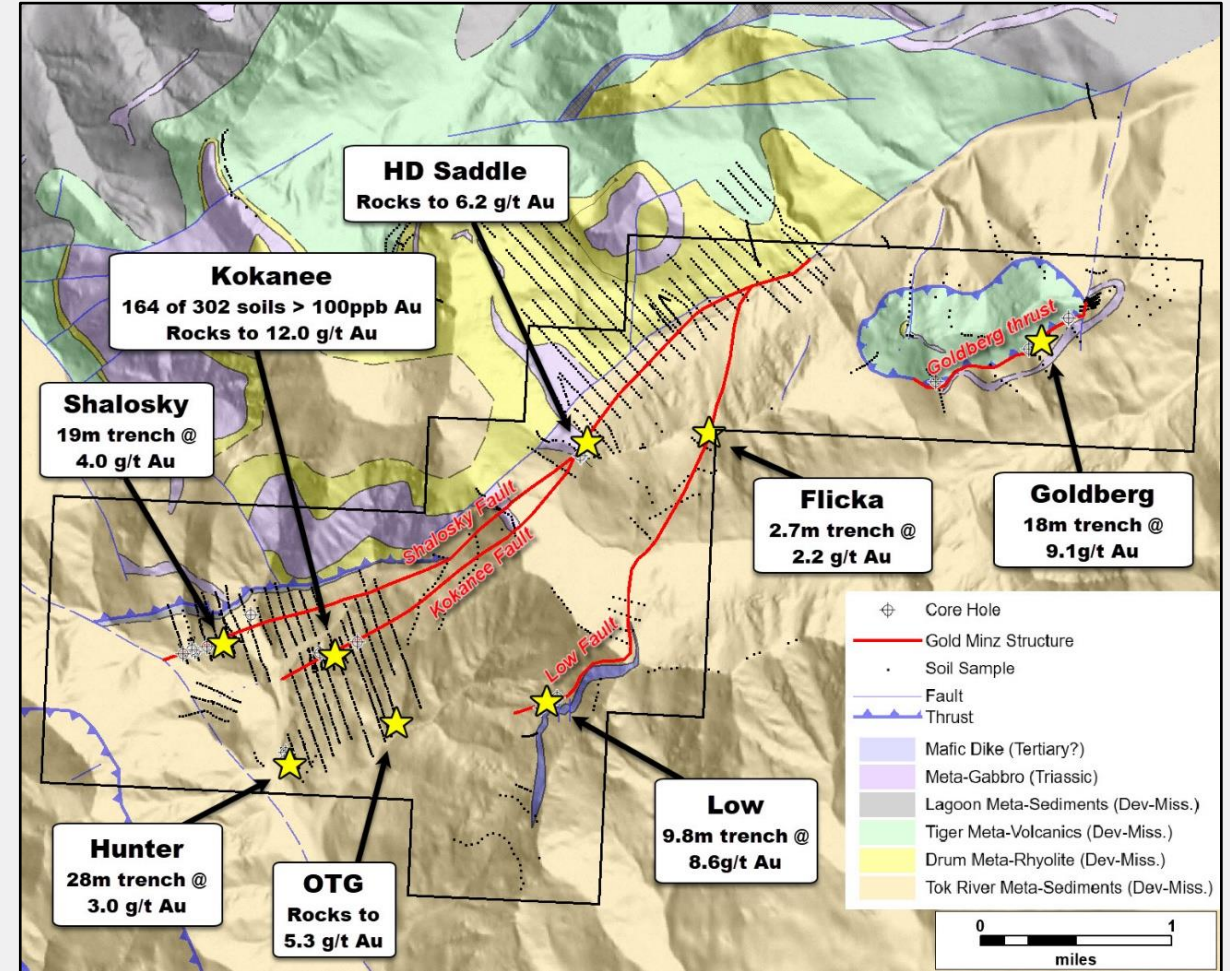 HD Saddle
Rocks to 6.2 g/t Au
Kokanee
164 of 302 soils > 100ppb Au
Rocks to 12.0 g/t Au
Shalosky
19m trench @
4.0 g/t Au
Goldberg thrust
Shalosky Fault
Kokanee Fault
Low Fault
Flicka
2.7m trench @
2.2 g/t Au
Goldberg
18m trench @
9.1g/t Au
Hunter
28m trench @
3.0 g/t Au
OTG
Rocks to
5.3 g/t Au
Low
9.8m trench @
8.6g/t Au
Core Hole
Gold Minz Structure
Soil Sample
Fault
Thrust
Mafic Dike (Tertiary?)
Meta-Gabbro (Triassic)
Lagoon Meta-Sediments (Dev-Miss.)
Tiger Meta-Volcanics (Dev-Miss.)
Drum Meta-Rhyolite (Dev-Miss.)
Tok River Meta-Sediments (Dev-Miss.)
0 1
miles